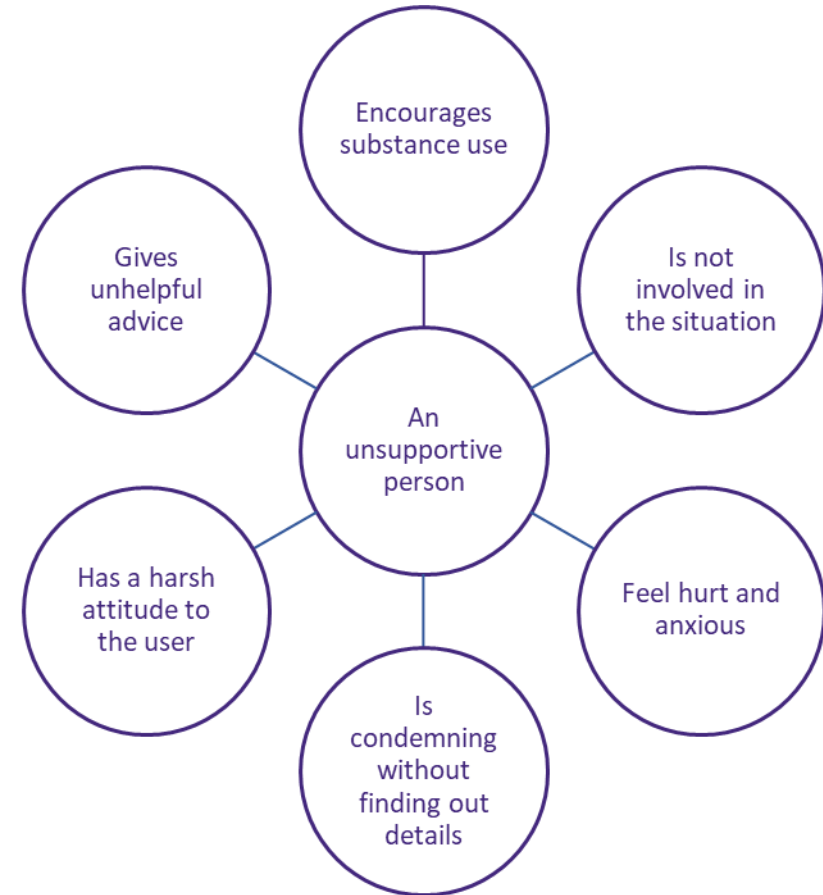 Encourages
substance use
Gives
unhelpful
advice
Is not
involved in
the situation
An
unsupportive
person
Has a harsh
attitude to
the user
Feel hurt and
anxious
Is
condemning
without
finding out
details